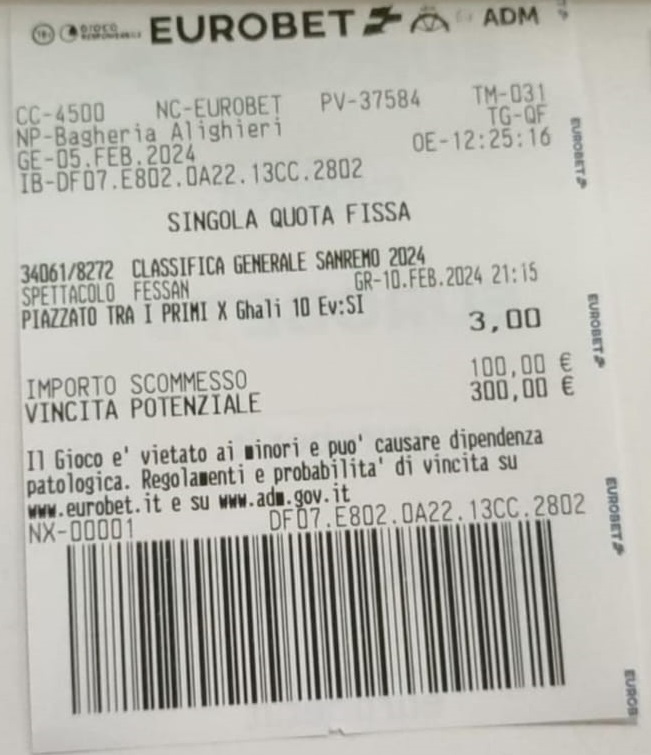 18+ GIOCO RESPONSABILE EUROBET ADM
CC-4500 NC-EUROBET PV-37584 TM-031
NP-Bagheria Alighieri TG-QF
GE-05.FEB.2024 OE-12:25:16
IB-DF07.E802.0A22.13CC.2802
SINGOLA QUOTA FISSA
34061/8272 CLASSIFICA GENERALE SANREMO 2024
SPETTACOLO FESSAN GR-10.FEB.2024 21:15
PIAZZATO TRA I PRIMI X Ghali 10 Ev:SI 3,00
IMPORTO SCOMMESSO 100,00 €
VINCITA POTENZIALE 300,00 €
Il Gioco e' vietato ai minori e puo' causare dipendenza
patologica. Regolamenti e probabilita' di vincita su
www.eurobet.it e su www.adm.gov.it
NX-00001 DF07.E802.0A22.13CC.2802
EUROBET
EUROBET
EUROBET
EUROB